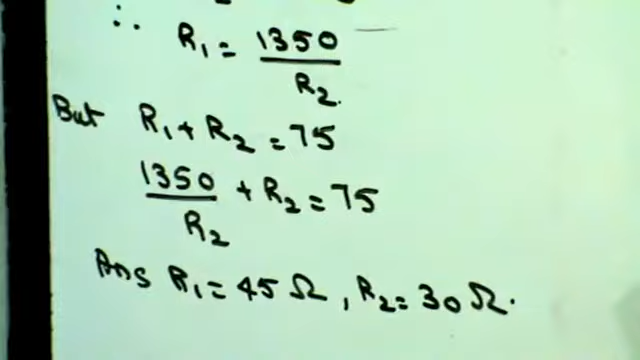 ∴ R₁ = 1350 / R₂.
But R₁ + R₂ = 75
1350 / R₂ + R₂ = 75
Ans R₁ = 45 Ω, R₂ = 30 Ω.